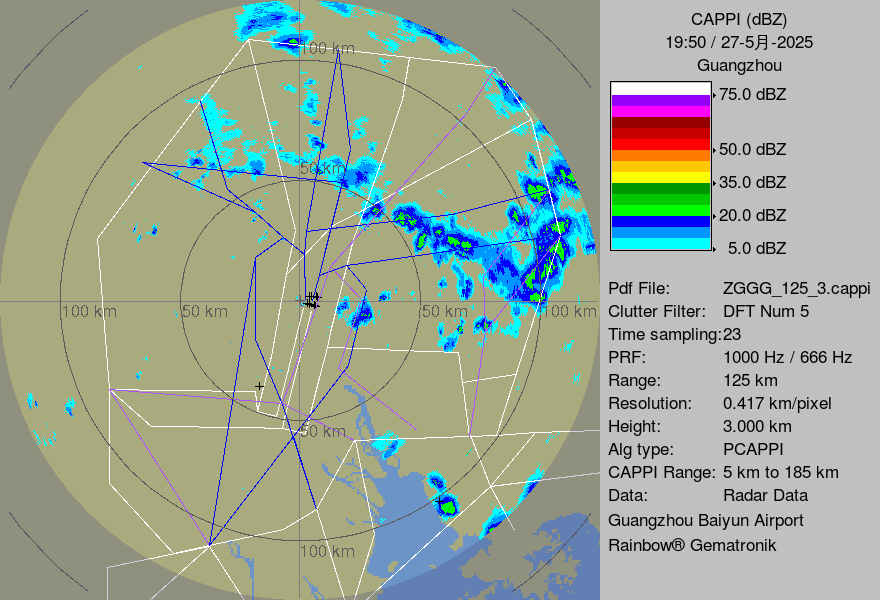 CAPPI (dBZ)
19:50 / 27-5月-2025
Guangzhou
75.0 dBZ
50.0 dBZ
35.0 dBZ
20.0 dBZ
5.0 dBZ
Pdf File: ZGGG_125_3.cappi
Clutter Filter: DFT Num 5
Time sampling:23
PRF: 1000 Hz / 666 Hz
Range: 125 km
Resolution: 0.417 km/pixel
Height: 3.000 km
Alg type: PCAPPI
CAPPI Range: 5 km to 185 km
Data: Radar Data
Guangzhou Baiyun Airport
Rainbow® Gematronik
100 km
50 km
100 km
50 km
50 km
100 km
50 km
100 km